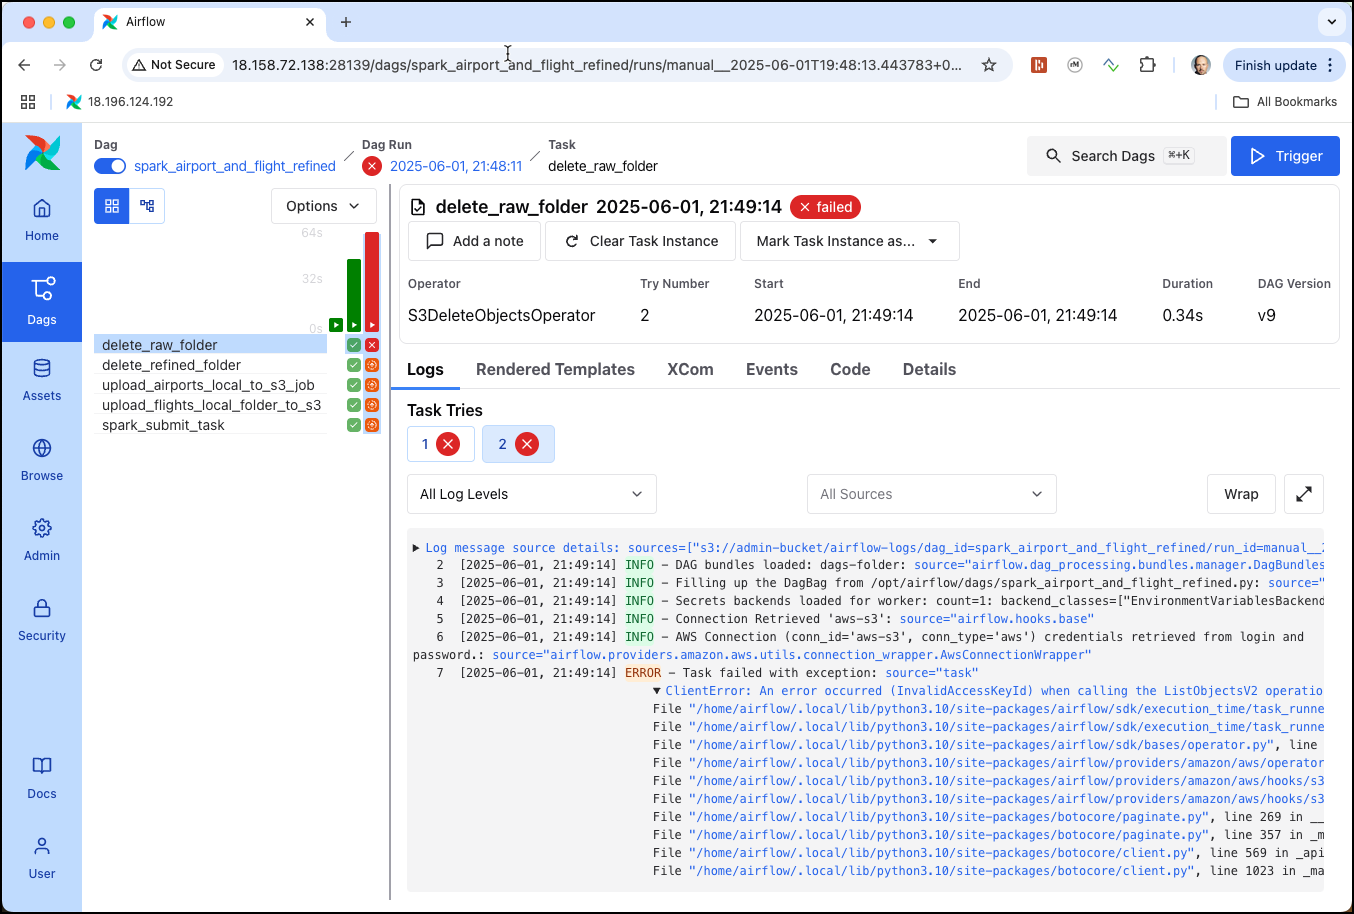 Airflow
Not Secure
18.158.72.138:28139/dags/spark_airport_and_flight_refined/runs/manual__2025-06-01T19:48:13.443783+0...
Finish update
18.196.124.192
All Bookmarks
Dag
spark_airport_and_flight_refined
Dag Run
2025-06-01, 21:48:11
Task
delete_raw_folder
Search Dags
⌘+K
Trigger
Home
Dags
Assets
Browse
Admin
Security
Docs
User
Options
64s
32s
0s
delete_raw_folder
delete_refined_folder
upload_airports_local_to_s3_job
upload_flights_local_folder_to_s3
spark_submit_task
delete_raw_folder 2025-06-01, 21:49:14 failed
Add a note
Clear Task Instance
Mark Task Instance as...
Operator Try Number Start End Duration DAG Version
S3DeleteObjectsOperator 2 2025-06-01, 21:49:14 2025-06-01, 21:49:14 0.34s v9
Logs Rendered Templates XCom Events Code Details
Task Tries
1 2
All Log Levels
All Sources
Wrap
Log message source details: sources=["s3://admin-bucket/airflow-logs/dag_id=spark_airport_and_flight_refined/run_id=manual__2
2 [2025-06-01, 21:49:14] INFO - DAG bundles loaded: dags-folder: source="airflow.dag_processing.bundles.manager.DagBundles
3 [2025-06-01, 21:49:14] INFO - Filling up the DagBag from /opt/airflow/dags/spark_airport_and_flight_refined.py: source="
4 [2025-06-01, 21:49:14] INFO - Secrets backends loaded for worker: count=1: backend_classes=["EnvironmentVariablesBackend
5 [2025-06-01, 21:49:14] INFO - Connection Retrieved 'aws-s3': source="airflow.hooks.base"
6 [2025-06-01, 21:49:14] INFO - AWS Connection (conn_id='aws-s3', conn_type='aws') credentials retrieved from login and
password.: source="airflow.providers.amazon.aws.utils.connection_wrapper.AwsConnectionWrapper"
7 [2025-06-01, 21:49:14] ERROR - Task failed with exception: source="task"
ClientError: An error occurred (InvalidAccessKeyId) when calling the ListObjectsV2 operatio
File "/home/airflow/.local/lib/python3.10/site-packages/airflow/sdk/execution_time/task_runne
File "/home/airflow/.local/lib/python3.10/site-packages/airflow/sdk/execution_time/task_runne
File "/home/airflow/.local/lib/python3.10/site-packages/airflow/sdk/bases/operator.py", line
File "/home/airflow/.local/lib/python3.10/site-packages/airflow/providers/amazon/aws/operator
File "/home/airflow/.local/lib/python3.10/site-packages/airflow/providers/amazon/aws/hooks/s3
File "/home/airflow/.local/lib/python3.10/site-packages/airflow/providers/amazon/aws/hooks/s3
File "/home/airflow/.local/lib/python3.10/site-packages/botocore/paginate.py", line 269 in __
File "/home/airflow/.local/lib/python3.10/site-packages/botocore/paginate.py", line 357 in _m
File "/home/airflow/.local/lib/python3.10/site-packages/botocore/client.py", line 569 in _api
File "/home/airflow/.local/lib/python3.10/site-packages/botocore/client.py", line 1023 in _ma